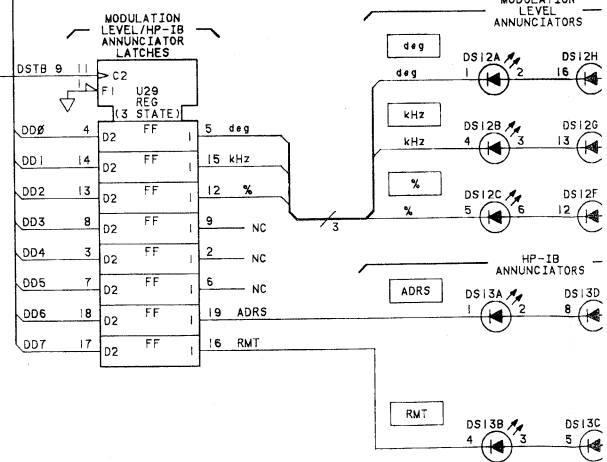 MODULATION
LEVEL
ANNUNCIATORS
MODULATION
LEVEL/HP-IB
ANNUNCIATOR
LATCHES
DSTB 9 11 C2
1 F1
U29
REG
(3 STATE)
DDØ 4 D2 FF 1 5 deg
DD1 14 D2 FF 1 15 kHz
DD2 13 D2 FF 1 12 %
DD3 8 D2 FF 1 9 NC
DD4 3 D2 FF 1 2 NC
DD5 7 D2 FF 1 6 NC
DD6 18 D2 FF 1 19 ADRS
DD7 17 D2 FF 1 16 RMT
3
deg
deg DS12A DS12H
1 2 16
kHz
kHz DS12B DS12G
4 3 13
%
% DS12C DS12F
5 6 12
HP-IB
ANNUNCIATORS
ADRS
DS13A DS13D
1 2 8
RMT
DS13B DS13C
4 3 5